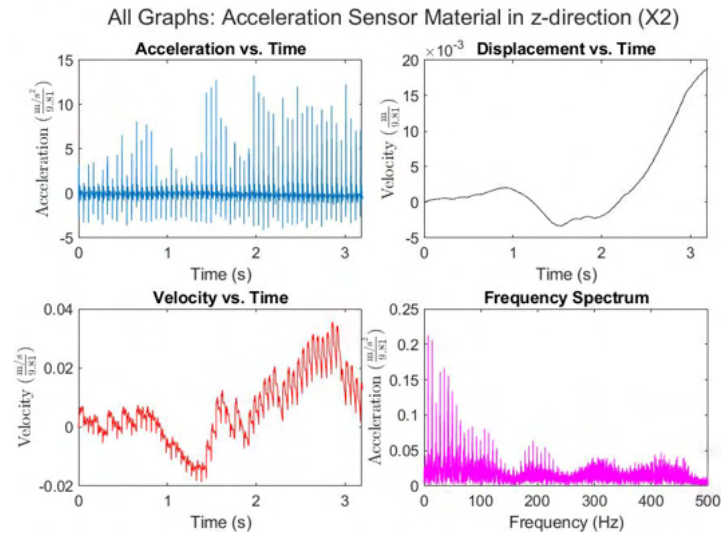 All Graphs: Acceleration Sensor Material in z-direction (X2)
Acceleration vs. Time
Acceleration (m/s²/9.81)
15
10
5
0
-5
0 1 2 3
Time (s)
×10⁻³ Displacement vs. Time
Velocity (m/9.81)
20
15
10
5
0
-5
0 1 2 3
Time (s)
Velocity vs. Time
Velocity (m/s/9.81)
0.04
0.02
0
-0.02
0 1 2 3
Time (s)
Frequency Spectrum
Acceleration (m/s²/9.81)
0.25
0.2
0.15
0.1
0.05
0
0 100 200 300 400 500
Frequency (Hz)